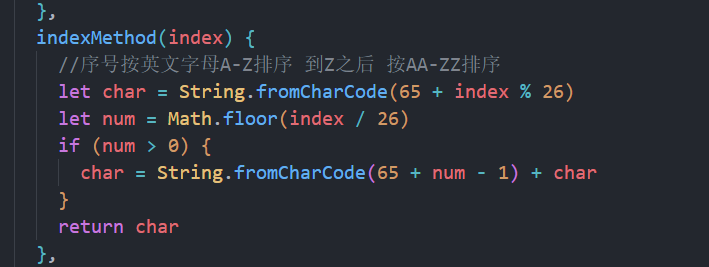 },
indexMethod(index) {
//序号按英文字母A-Z排序 到Z之后 按AA-ZZ排序
let char = String.fromCharCode(65 + index % 26)
let num = Math.floor(index / 26)
if (num > 0) {
char = String.fromCharCode(65 + num - 1) + char
}
return char
},